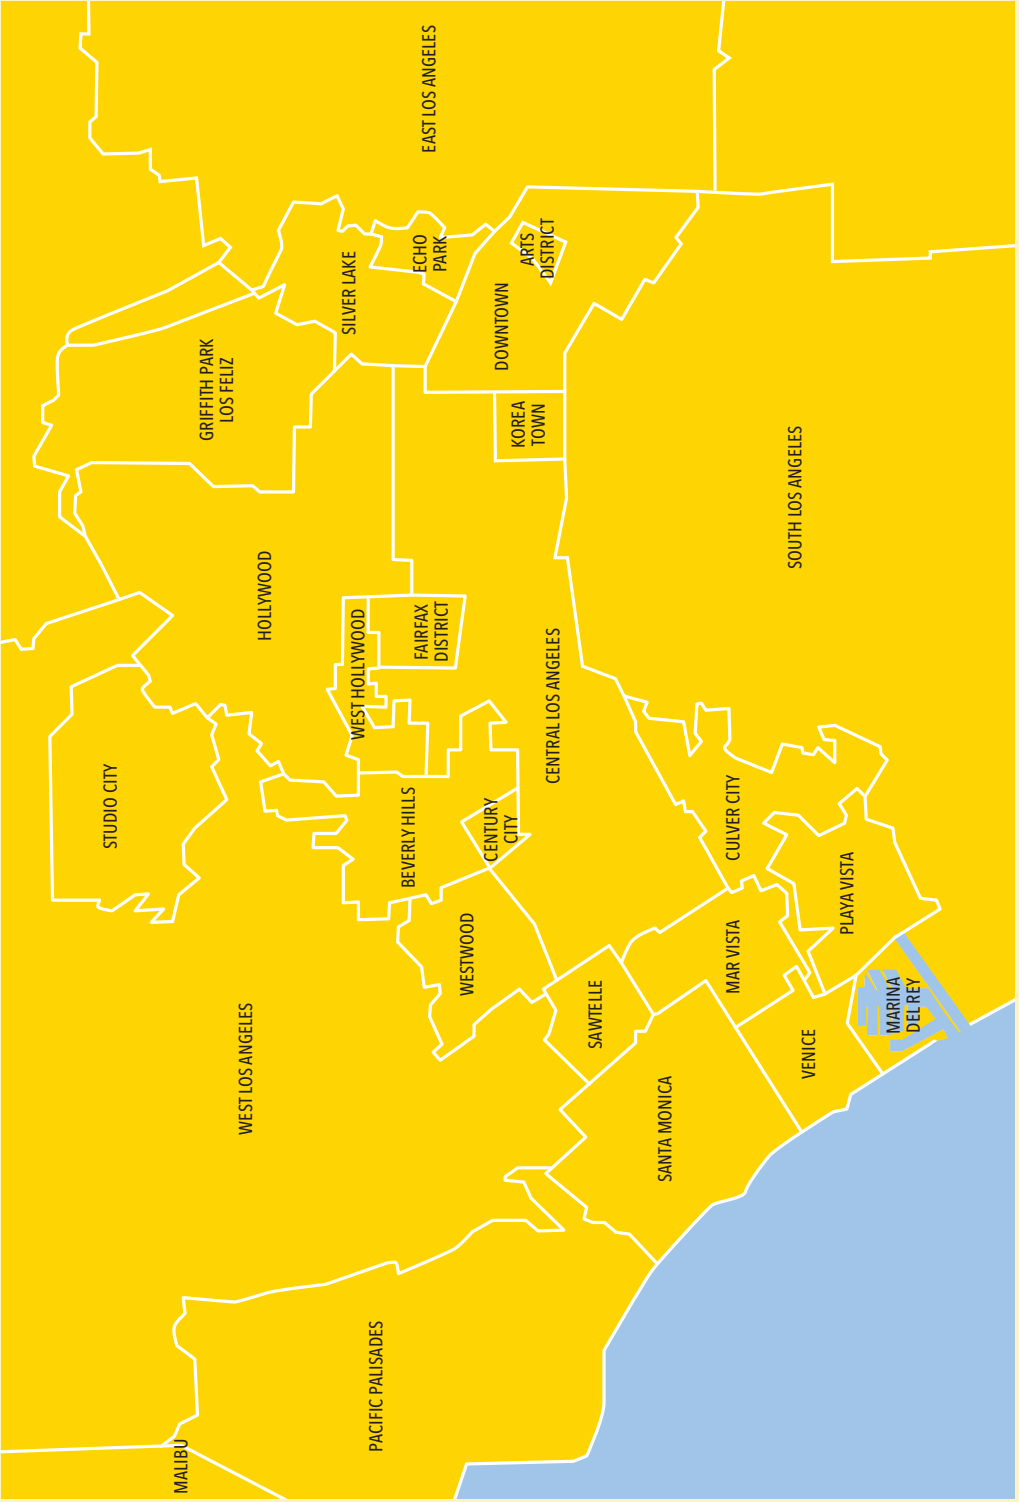 MALIBU
PACIFIC PALISADES
WEST LOS ANGELES
STUDIO CITY
HOLLYWOOD
GRIFFITH PARK
LOS FELIZ
SILVER LAKE
ECHO
PARK
EAST LOS ANGELES
WEST HOLLYWOOD
FAIRFAX
DISTRICT
BEVERLY HILLS
CENTURY
CITY
WESTWOOD
CENTRAL LOS ANGELES
KOREA
TOWN
DOWNTOWN
ARTS
DISTRICT
SAWTELLE
SANTA MONICA
MAR VISTA
CULVER CITY
VENICE
PLAYA VISTA
MARINA
DEL REY
SOUTH LOS ANGELES